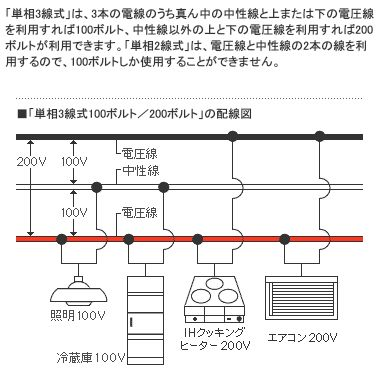 「単相3線式」は、3本の電線のうち真ん中の中性線と上または下の電圧線
を利用すれば100ボルト、中性線以外の上と下の電圧線を利用すれば200
ボルトが利用できます。「単相2線式」は、電圧線と中性線の2本の線を利
用するので、100ボルトしか使用することができません。
■「単相3線式100ボルト／200ボルト」の配線図
200V
100V
電圧線
中性線
100V
電圧線
照明100V
冷蔵庫100V
IHクッキング
ヒーター200V
エアコン200V